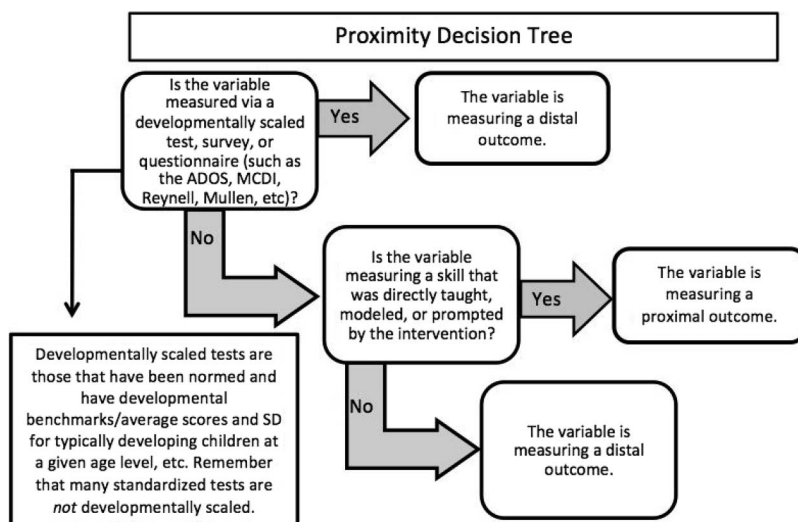 Proximity Decision Tree
Is the variable
measured via a
developmentally scaled
test, survey, or
questionnaire (such as
the ADOS, MCDI,
Reynell, Mullen, etc)?
Yes
The variable is
measuring a distal
outcome.
No
Is the variable
measuring a skill that
was directly taught,
modeled, or prompted
by the intervention?
Yes
The variable is
measuring a
proximal outcome.
Developmentally scaled tests are
those that have been normed and
have developmental
benchmarks/average scores and SD
for typically developing children at
a given age level, etc. Remember
that many standardized tests are
not developmentally scaled.
No
The variable is
measuring a distal
outcome.